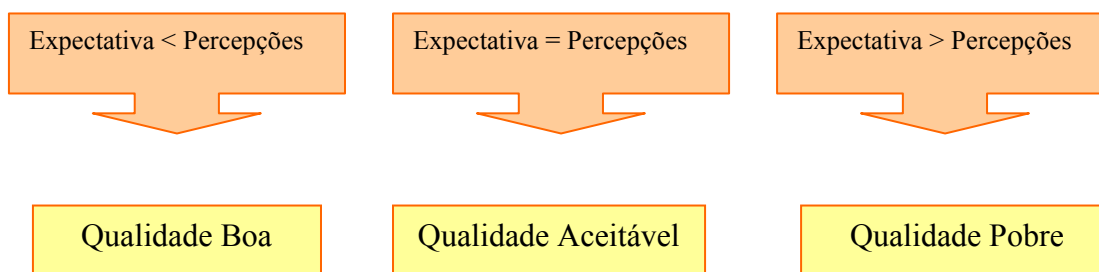 Expectativa < Percepções
Expectativa = Percepções
Expectativa > Percepções
Qualidade Boa
Qualidade Aceitável
Qualidade Pobre